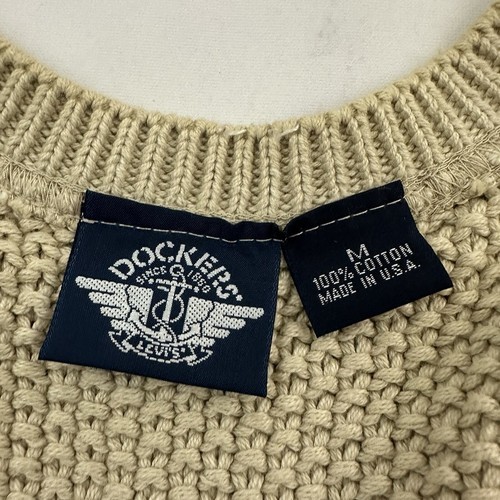 DOCKERS
SINCE 1850
LEVI'S
M
100% COTTON
MADE IN U.S.A.